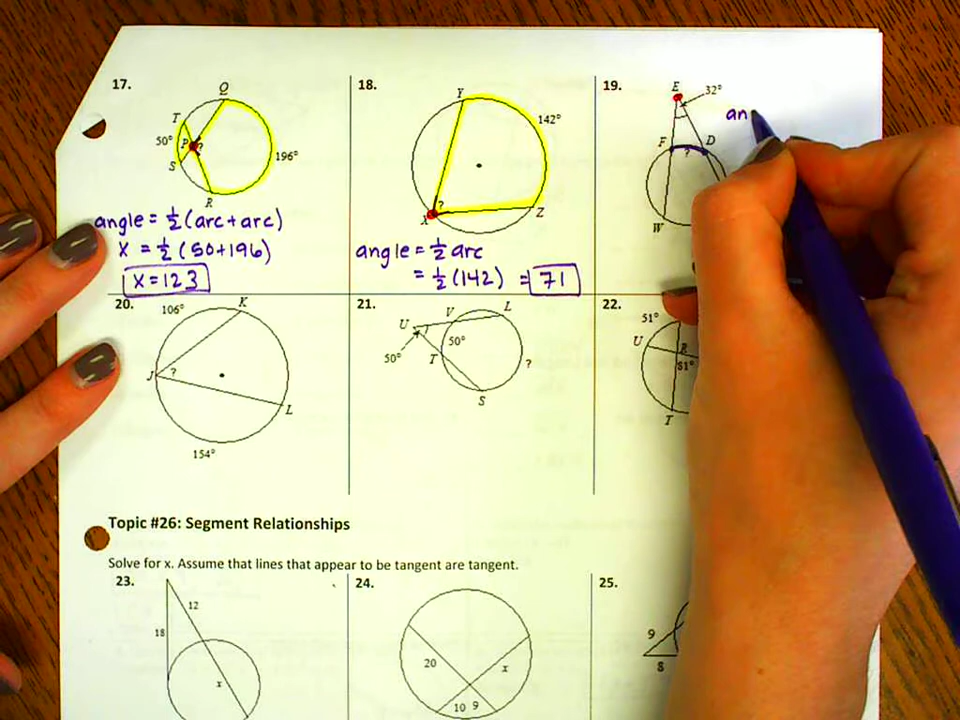 17.
Q
T
50°
P
?
S
196°
R
angle = ½ (arc + arc)
x = ½ (50+196)
x = 123
18.
Y
142°
X
?
Z
angle = ½ arc
= ½ (142) = 71
19.
E
32°
an
F
?
D
W
20.
106°
K
J
?
L
154°
21.
U
V
L
50°
50°
T
?
S
22.
51°
U
R
81°
T
Topic #26: Segment Relationships
Solve for x. Assume that lines that appear to be tangent are tangent.
23.
12
18
x
24.
20
x
10 9
25.
9
8